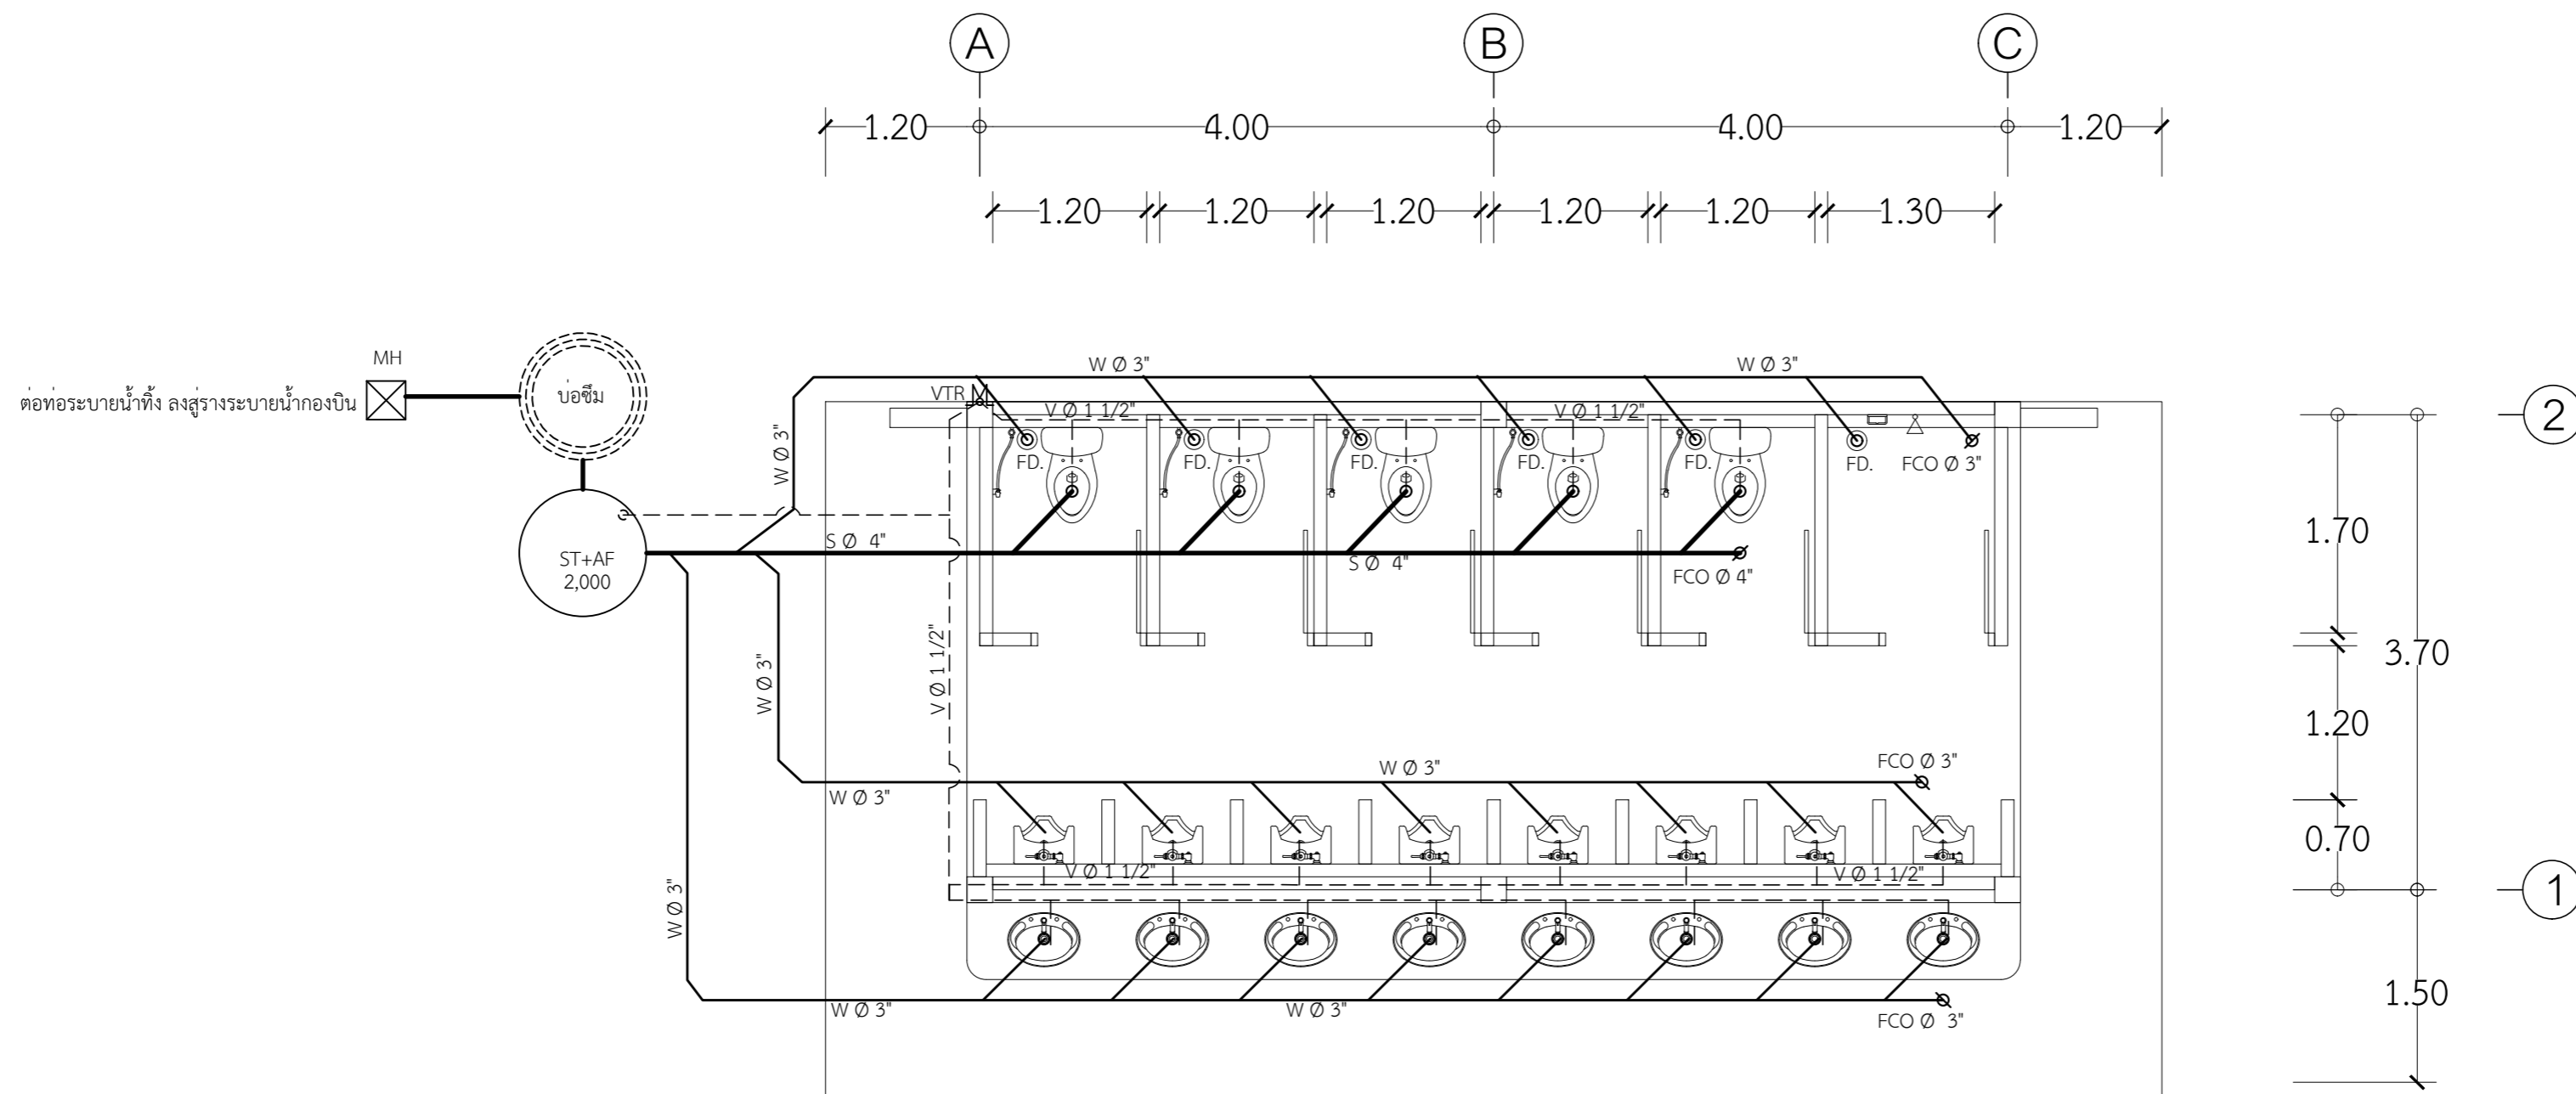 A B C
1.20 4.00 4.00 1.20
1.20 1.20 1.20 1.20 1.20 1.30
MH
ต่อท่อระบายน้ำทิ้ง ลงสู่รางระบายน้ำกองบิน
บ่อซึม
W Ø 3" W Ø 3"
VTR
V Ø 1 1/2" V Ø 1 1/2"
2
W Ø 3"
FD. FD. FD. FD. FD. FD. FCO Ø 3"
1.70
S Ø 4"
ST+AF
2,000
S Ø 4"
FCO Ø 4"
W Ø 3"
V Ø 1 1/2"
3.70
1.20
FCO Ø 3"
W Ø 3"
W Ø 3"
0.70
V Ø 1 1/2" V Ø 1 1/2"
1
W Ø 3"
1.50
W Ø 3" W Ø 3"
FCO Ø 3"